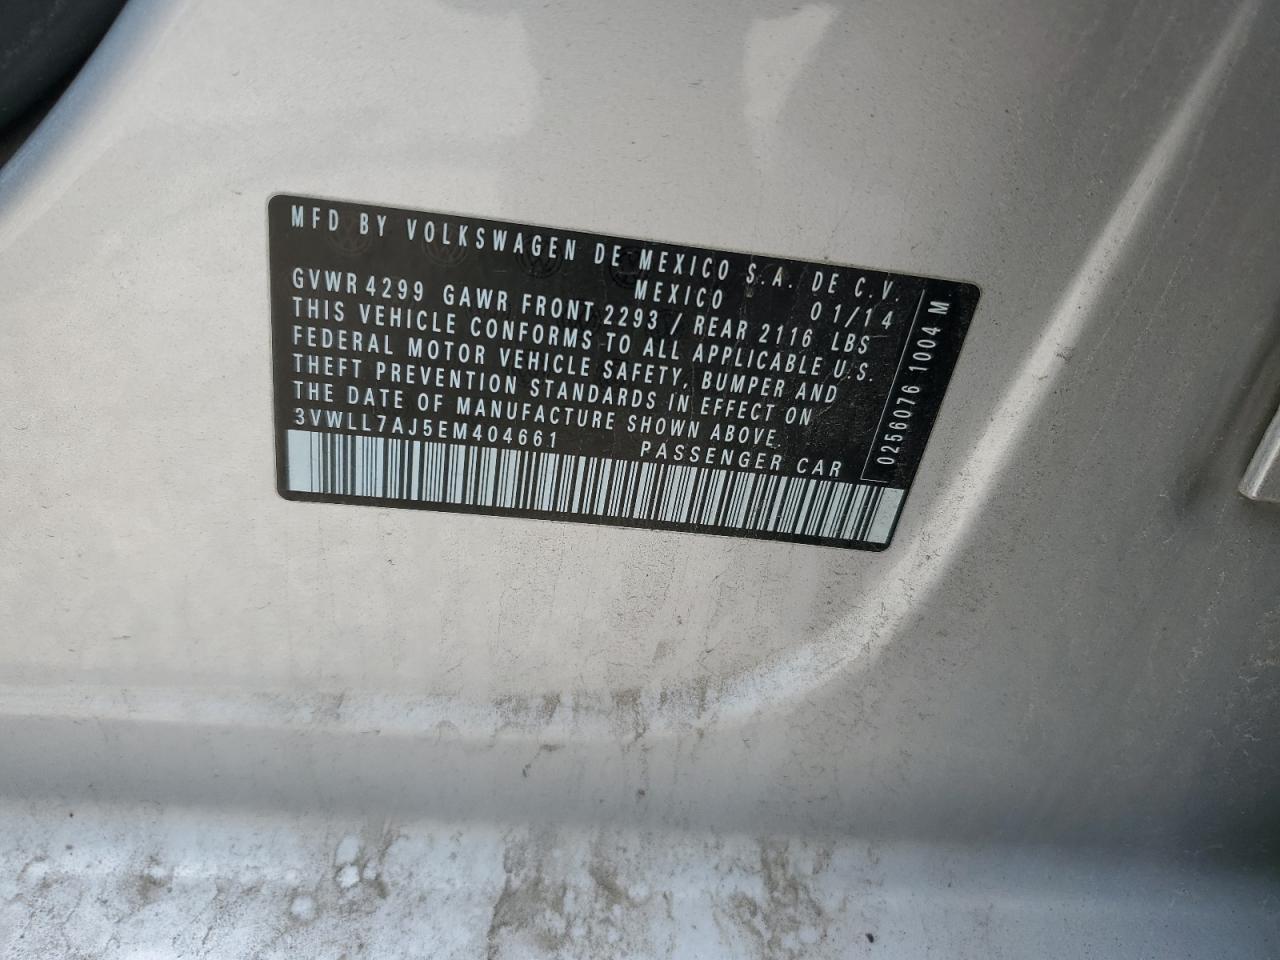 MFD BY VOLKSWAGEN DE MEXICO S.A. DE C.V.
MEXICO 01/14
GVWR 4299 GAWR FRONT 2293 / REAR 2116 LBS
THIS VEHICLE CONFORMS TO ALL APPLICABLE U.S.
FEDERAL MOTOR VEHICLE SAFETY, BUMPER AND
THEFT PREVENTION STANDARDS IN EFFECT ON
THE DATE OF MANUFACTURE SHOWN ABOVE.
3VWLL7AJ5EM404661 PASSENGER CAR
0256076 1004 M